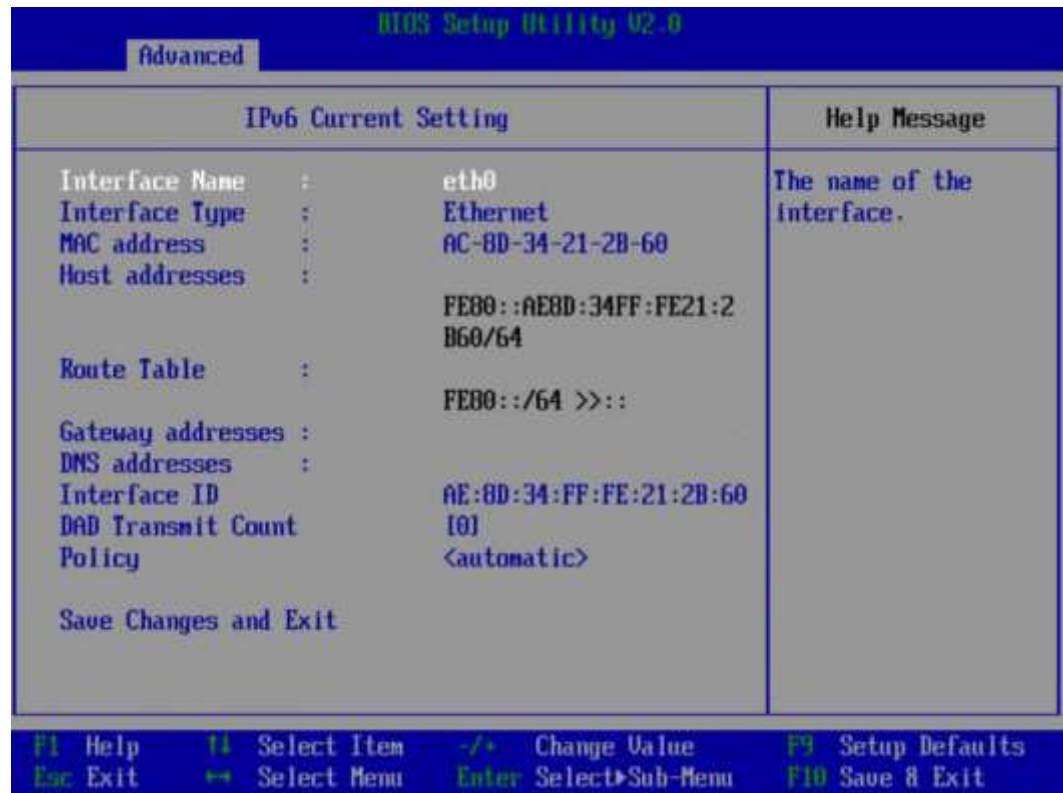 BIOS Setup Utility V2.0
Advanced
IPv6 Current Setting
Help Message
Interface Name : eth0
The name of the
Interface Type : Ethernet
interface.
MAC address : AC-8D-34-21-2B-60
Host addresses :
FE80::AE8D:34FF:FE21:2
B60/64
Route Table :
FE80::/64 >>::
Gateway addresses :
DNS addresses :
Interface ID AE:8D:34:FF:FE:21:2B:60
DAD Transmit Count [0]
Policy <automatic>
Save Changes and Exit
F1 Help ↑↓ Select Item -/+ Change Value F9 Setup Defaults
Esc Exit ←→ Select Menu Enter Select▶Sub-Menu F10 Save & Exit